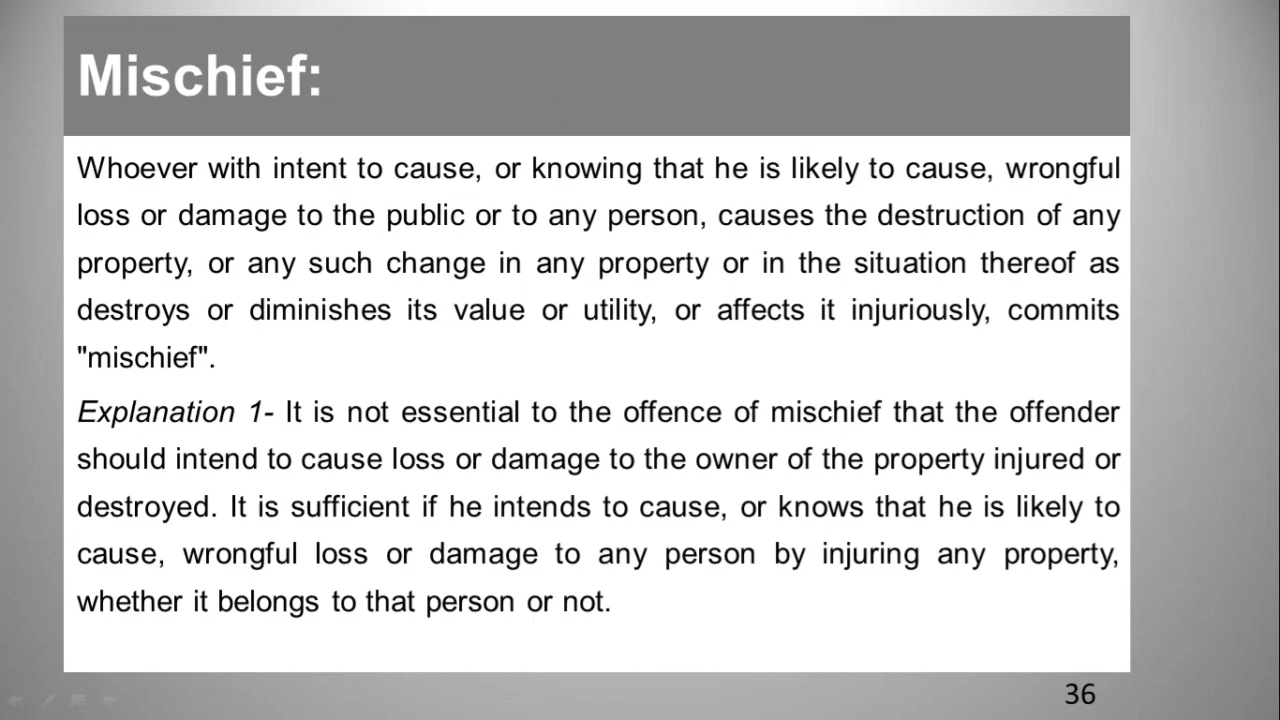 Mischief:
Whoever with intent to cause, or knowing that he is likely to cause, wrongful
loss or damage to the public or to any person, causes the destruction of any
property, or any such change in any property or in the situation thereof as
destroys or diminishes its value or utility, or affects it injuriously, commits
"mischief".
Explanation 1- It is not essential to the offence of mischief that the offender
should intend to cause loss or damage to the owner of the property injured or
destroyed. It is sufficient if he intends to cause, or knows that he is likely to
cause, wrongful loss or damage to any person by injuring any property,
whether it belongs to that person or not.
36